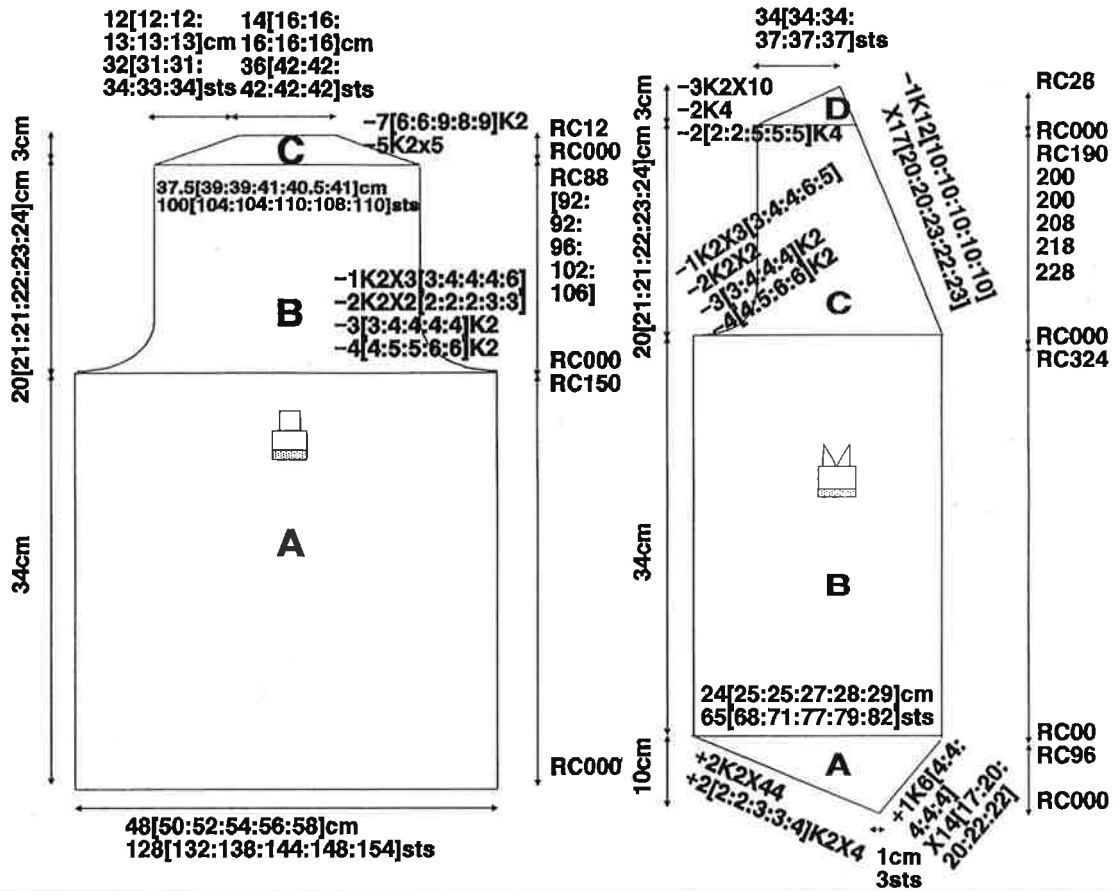 12[12:12:
13:13:13]cm
32[31:31:
34:33:34]sts
14[16:16:
16:16:16]cm
36[42:42:
42:42:42]sts
3cm
C
-7[6:6:9:8:9]K2
-5K2x5
RC12
RC000
RC88
[92:
92:
96:
102:
106]
37.5[39:39:41:40.5:41]cm
100[104:104:110:108:110]sts
20[21:21:22:23:24]cm
B
-1K2X3[3:4:4:4:6]
-2K2X2[2:2:2:3:3]
-3[3:4:4:4:4]K2
-4[4:5:5:6:6]K2
RC000
RC150
34cm
A
RC000
48[50:52:54:56:58]cm
128[132:138:144:148:154]sts
34[34:34:
37:37:37]sts
3cm
-3K2X10
-2K4
-2[2:2:5:5:5]K4
D
-1K12[10:10:10:10:10]
X17[20:20:23:22:23]
RC28
RC000
RC190
200
200
208
218
228
20[21:21:22:23:24]cm
-1K2X3[3:4:4:6:5]
-2K2X2
-3[3:4:4:4]K2
-4[4:5:6:6]K2
C
RC000
RC324
34cm
B
24[25:25:27:28:29]cm
65[68:71:77:79:82]sts
RC00
RC96
10cm
A
+2K2X44
+2[2:2:3:3:4]K2X4
+1K6[4:4:
4:4:4]
X14[17:20:
20:22:22]
RC000
1cm
3sts